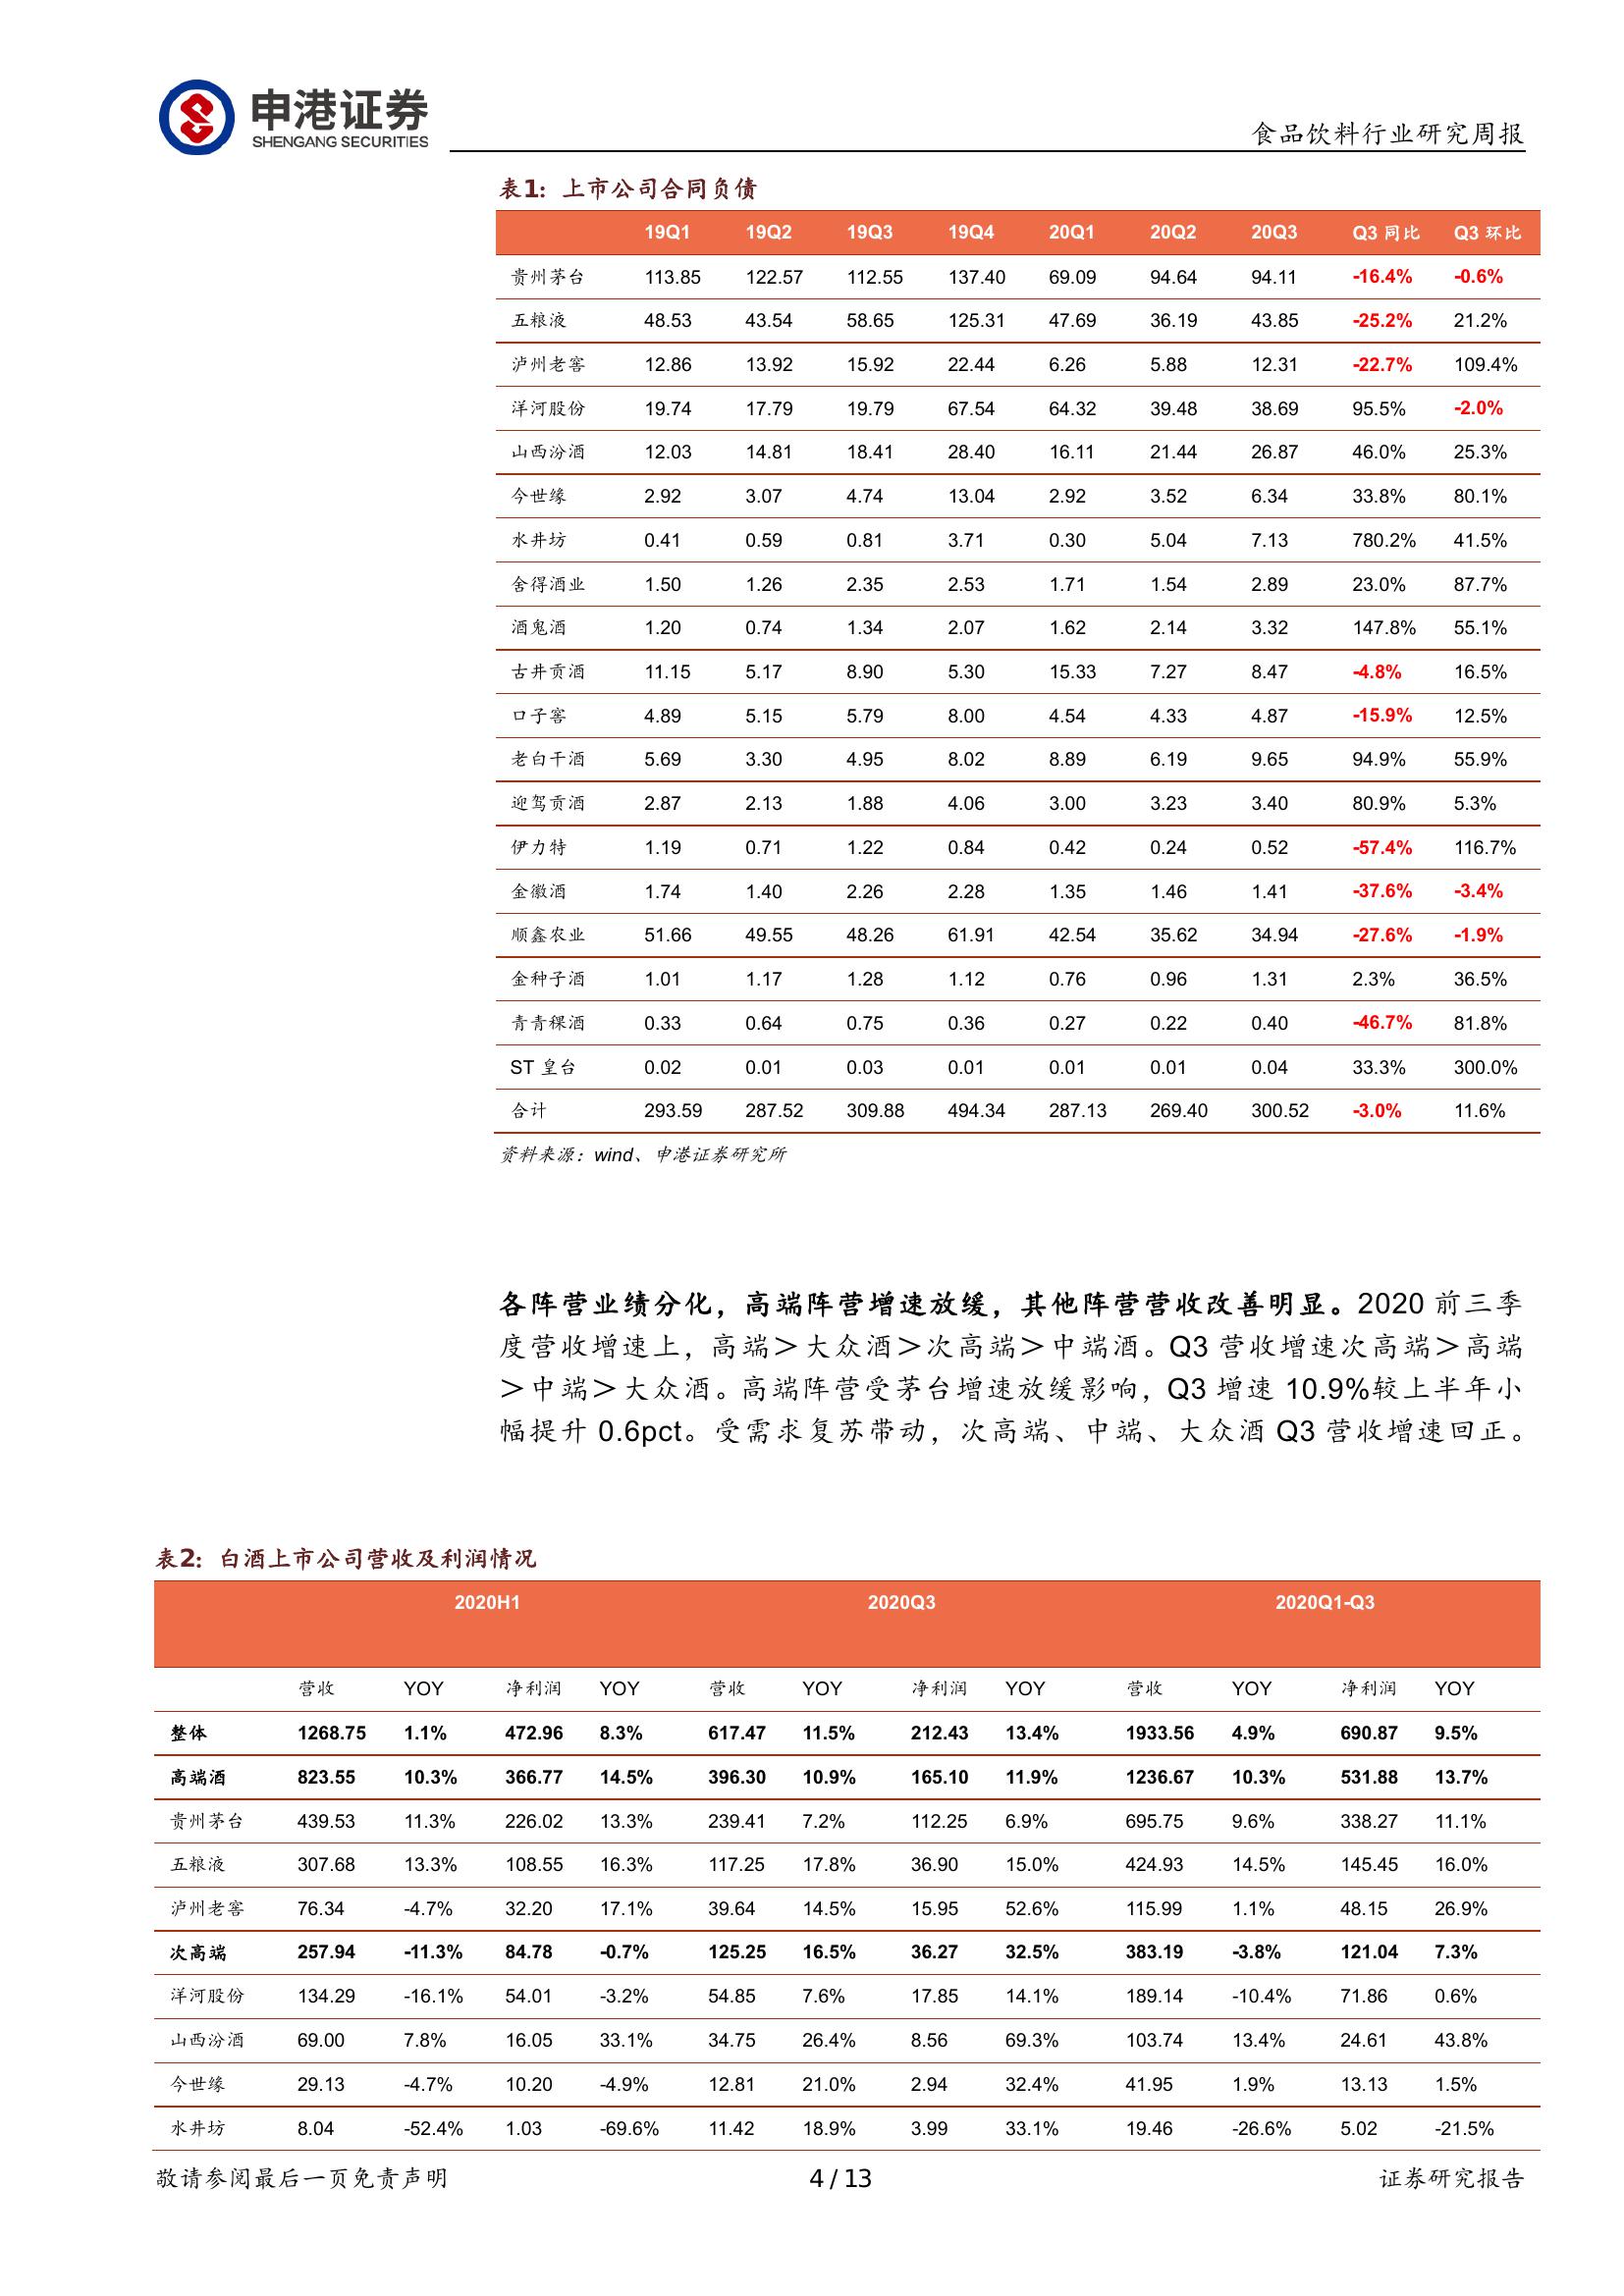 申港证券
SHENGANG SECURITIES
食品饮料行业研究周报
表1：上市公司合同负债
19Q1 19Q2 19Q3 19Q4 20Q1 20Q2 20Q3 Q3 同比 Q3 环比
贵州茅台 113.85 122.57 112.55 137.40 69.09 94.64 94.11 -16.4% -0.6%
五粮液 48.53 43.54 58.65 125.31 47.69 36.19 43.85 -25.2% 21.2%
泸州老窖 12.86 13.92 15.92 22.44 6.26 5.88 12.31 -22.7% 109.4%
洋河股份 19.74 17.79 19.79 67.54 64.32 39.48 38.69 95.5% -2.0%
山西汾酒 12.03 14.81 18.41 28.40 16.11 21.44 26.87 46.0% 25.3%
今世缘 2.92 3.07 4.74 13.04 2.92 3.52 6.34 33.8% 80.1%
水井坊 0.41 0.59 0.81 3.71 0.30 5.04 7.13 780.2% 41.5%
舍得酒业 1.50 1.26 2.35 2.53 1.71 1.54 2.89 23.0% 87.7%
酒鬼酒 1.20 0.74 1.34 2.07 1.62 2.14 3.32 147.8% 55.1%
古井贡酒 11.15 5.17 8.90 5.30 15.33 7.27 8.47 -4.8% 16.5%
口子窖 4.89 5.15 5.79 8.00 4.54 4.33 4.87 -15.9% 12.5%
老白干酒 5.69 3.30 4.95 8.02 8.89 6.19 9.65 94.9% 55.9%
迎驾贡酒 2.87 2.13 1.88 4.06 3.00 3.23 3.40 80.9% 5.3%
伊力特 1.19 0.71 1.22 0.84 0.42 0.24 0.52 -57.4% 116.7%
金徽酒 1.74 1.40 2.26 2.28 1.35 1.46 1.41 -37.6% -3.4%
顺鑫农业 51.66 49.55 48.26 61.91 42.54 35.62 34.94 -27.6% -1.9%
金种子酒 1.01 1.17 1.28 1.12 0.76 0.96 1.31 2.3% 36.5%
青青稞酒 0.33 0.64 0.75 0.36 0.27 0.22 0.40 -46.7% 81.8%
ST 皇台 0.02 0.01 0.03 0.01 0.01 0.01 0.04 33.3% 300.0%
合计 293.59 287.52 309.88 494.34 287.13 269.40 300.52 -3.0% 11.6%
资料来源：wind、申港证券研究所
各阵营业绩分化，高端阵营增速放缓，其他阵营营收改善明显。2020 前三季
度营收增速上，高端＞大众酒＞次高端＞中端酒。Q3 营收增速次高端＞高端
＞中端＞大众酒。高端阵营受茅台增速放缓影响，Q3 增速 10.9%较上半年小
幅提升 0.6pct。受需求复苏带动，次高端、中端、大众酒 Q3 营收增速回正。
表2：白酒上市公司营收及利润情况
2020H1 2020Q3 2020Q1-Q3
营收 YOY 净利润 YOY 营收 YOY 净利润 YOY 营收 YOY 净利润 YOY
整体 1268.75 1.1% 472.96 8.3% 617.47 11.5% 212.43 13.4% 1933.56 4.9% 690.87 9.5%
高端酒 823.55 10.3% 366.77 14.5% 396.30 10.9% 165.10 11.9% 1236.67 10.3% 531.88 13.7%
贵州茅台 439.53 11.3% 226.02 13.3% 239.41 7.2% 112.25 6.9% 695.75 9.6% 338.27 11.1%
五粮液 307.68 13.3% 108.55 16.3% 117.25 17.8% 36.90 15.0% 424.93 14.5% 145.45 16.0%
泸州老窖 76.34 -4.7% 32.20 17.1% 39.64 14.5% 15.95 52.6% 115.99 1.1% 48.15 26.9%
次高端 257.94 -11.3% 84.78 -0.7% 125.25 16.5% 36.27 32.5% 383.19 -3.8% 121.04 7.3%
洋河股份 134.29 -16.1% 54.01 -3.2% 54.85 7.6% 17.85 14.1% 189.14 -10.4% 71.86 0.6%
山西汾酒 69.00 7.8% 16.05 33.1% 34.75 26.4% 8.56 69.3% 103.74 13.4% 24.61 43.8%
今世缘 29.13 -4.7% 10.20 -4.9% 12.81 21.0% 2.94 32.4% 41.95 1.9% 13.13 1.5%
水井坊 8.04 -52.4% 1.03 -69.6% 11.42 18.9% 3.99 33.1% 19.46 -26.6% 5.02 -21.5%
敬请参阅最后一页免责声明 4 / 13 证券研究报告